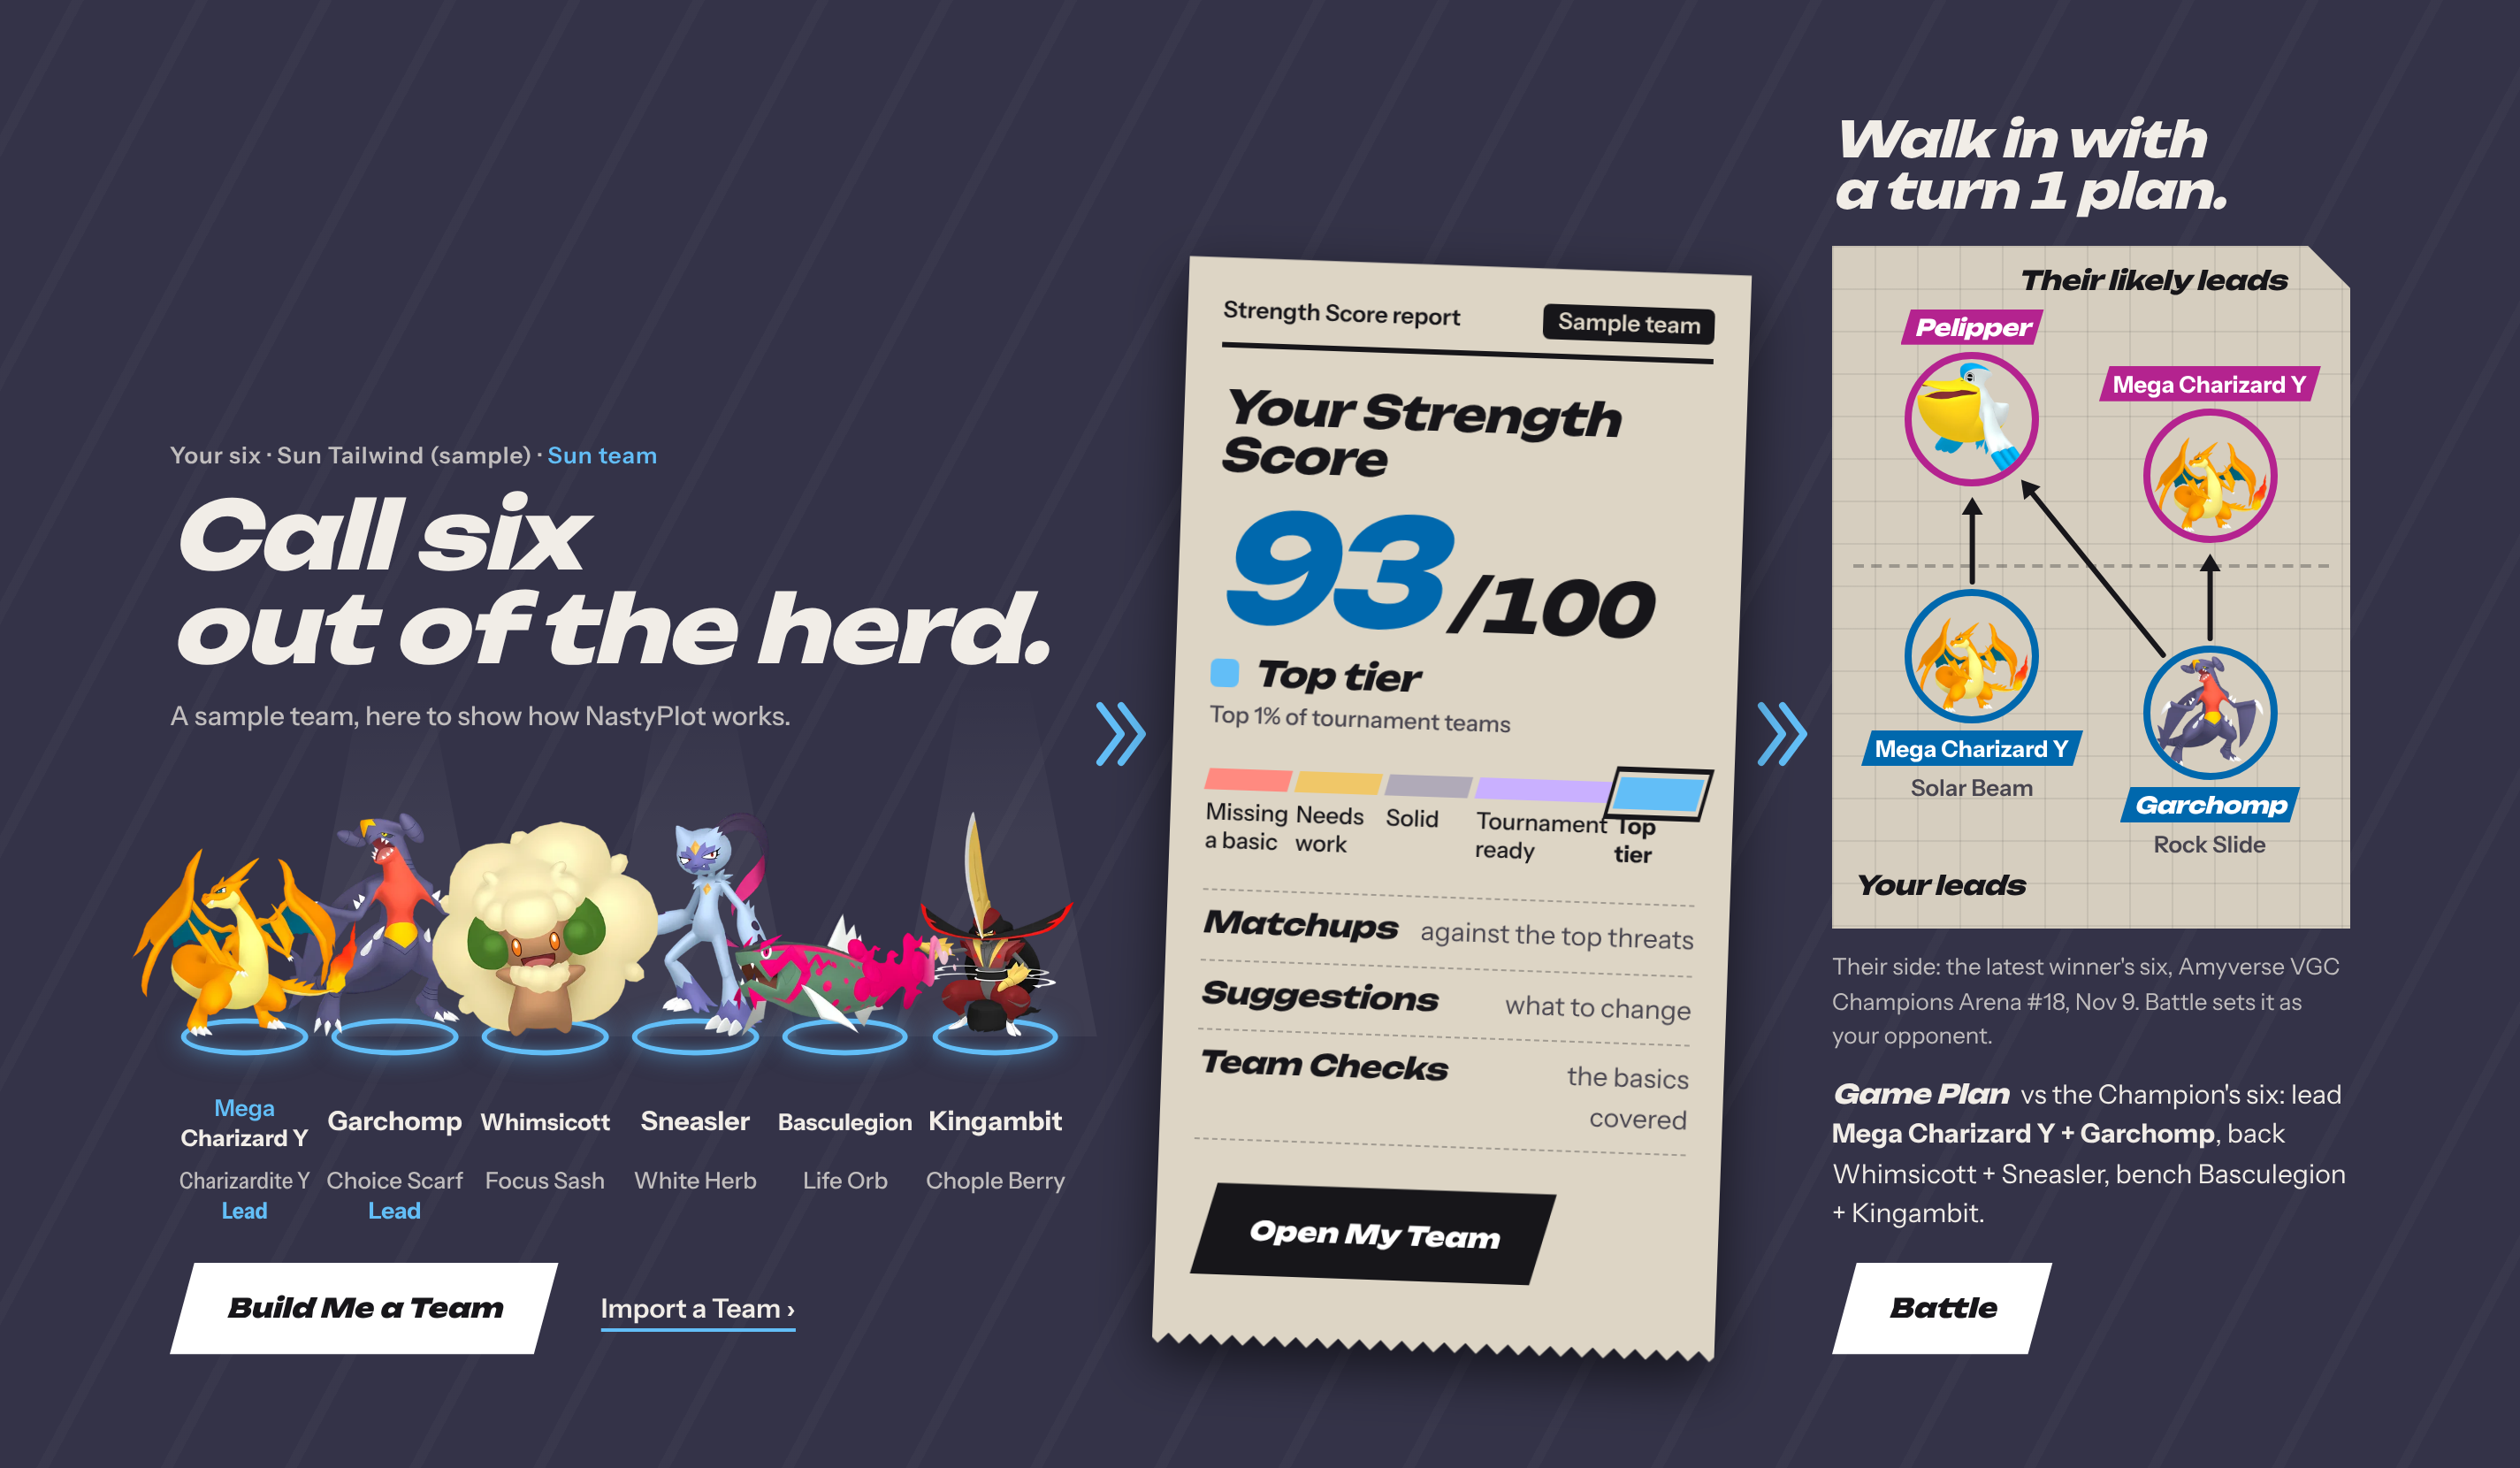 Your six · Sun Tailwind (sample) · Sun team
Call six
out of the herd.
A sample team, here to show how NastyPlot works.
Mega
Charizard Y
Charizardite Y
Lead
Garchomp
Choice Scarf
Lead
Whimsicott
Focus Sash
Sneasler
White Herb
Basculegion
Life Orb
Kingambit
Chople Berry
Build Me a Team
Import a Team ›
Strength Score report
Sample team
Your Strength
Score
93/100
Top tier
Top 1% of tournament teams
Missing
a basic
Needs
work
Solid
Tournament
ready
Top
tier
Matchups against the top threats
Suggestions what to change
Team Checks the basics
covered
Open My Team
Walk in with
a turn 1 plan.
Their likely leads
Pelipper
Mega Charizard Y
Mega Charizard Y
Solar Beam
Garchomp
Rock Slide
Your leads
Their side: the latest winner's six, Amyverse VGC
Champions Arena #18, Nov 9. Battle sets it as
your opponent.
Game Plan vs the Champion's six: lead
Mega Charizard Y + Garchomp, back
Whimsicott + Sneasler, bench Basculegion
+ Kingambit.
Battle